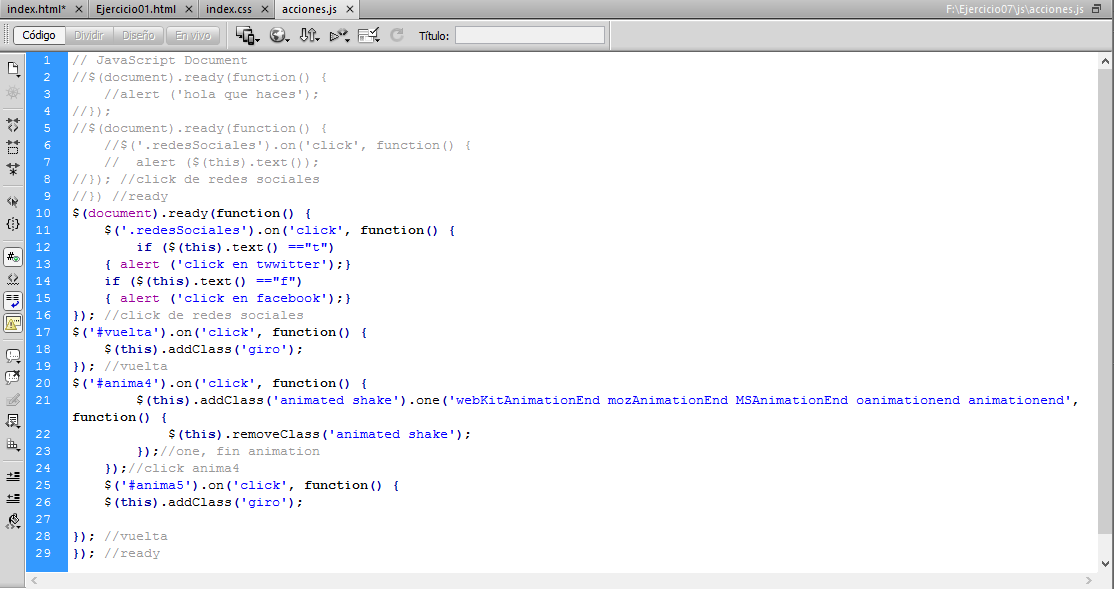 index.html* × Ejercicio01.html × index.css × acciones.js × F:\Ejercicio07\js\acciones.js
Código Dividir Diseño En vivo Título:
1 // JavaScript Document
2 //$(document).ready(function() {
3 //alert ('hola que haces');
4 //});
5 //$(document).ready(function() {
6 //$('.redesSociales').on('click', function() {
7 //  alert ($(this).text());
8 //}); //click de redes sociales
9 //}) //ready
10 $(document).ready(function() {
11 $('.redesSociales').on('click', function() {
12 if ($(this).text() =="t")
13 { alert ('click en twwitter');}
14 if ($(this).text() =="f")
15 { alert ('click en facebook');}
16 }); //click de redes sociales
17 $('#vuelta').on('click', function() {
18 $(this).addClass('giro');
19 }); //vuelta
20 $('#anima4').on('click', function() {
21 $(this).addClass('animated shake').one('webKitAnimationEnd mozAnimationEnd MSAnimationEnd oanimationend animationend',
function() {
22 $(this).removeClass('animated shake');
23 });//one, fin animation
24 });//click anima4
25 $('#anima5').on('click', function() {
26 $(this).addClass('giro');
27
28 }); //vuelta
29 }); //ready